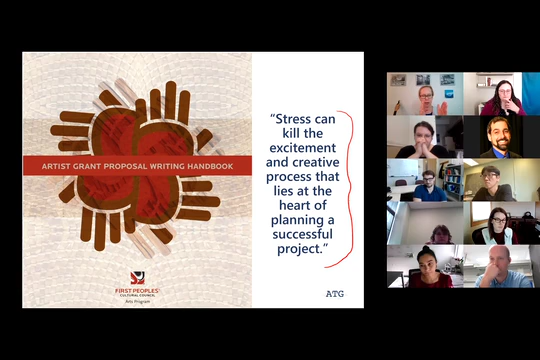 ARTIST GRANT PROPOSAL WRITING HANDBOOK
FIRST PEOPLES'
CULTURAL COUNCIL
Arts Program
“Stress can
kill the
excitement
and creative
process that
lies at the
heart of
planning a
successful
project.”
ATG